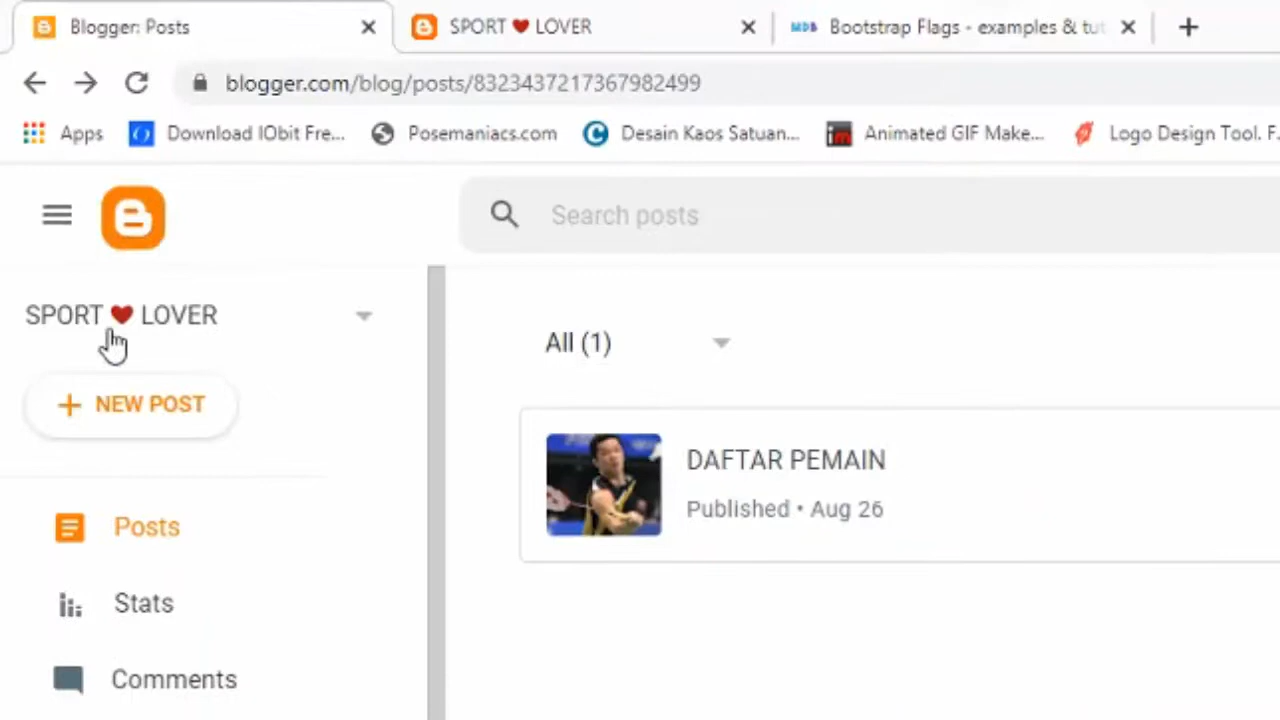 Blogger: Posts
SPORT ❤ LOVER
Bootstrap Flags - examples & tut
blogger.com/blog/posts/8323437217367982499
Apps
Download IObit Fre...
Posemaniacs.com
Desain Kaos Satuan...
Animated GIF Make...
Logo Design Tool. F.
Search posts
SPORT ❤ LOVER
All (1)
+ NEW POST
DAFTAR PEMAIN
Published • Aug 26
Posts
Stats
Comments